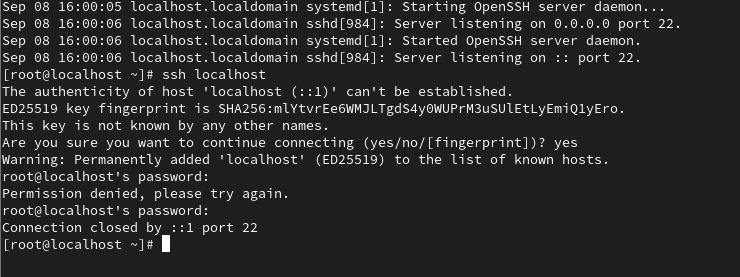 Sep 08 16:00:05 localhost.localdomain systemd[1]: Starting OpenSSH server daemon...
Sep 08 16:00:06 localhost.localdomain sshd[984]: Server listening on 0.0.0.0 port 22.
Sep 08 16:00:06 localhost.localdomain systemd[1]: Started OpenSSH server daemon.
Sep 08 16:00:06 localhost.localdomain sshd[984]: Server listening on :: port 22.
[root@localhost ~]# ssh localhost
The authenticity of host 'localhost (::1)' can't be established.
ED25519 key fingerprint is SHA256:mlYtvrEe6WMJLTgdS4y0WUPrM3uSUlEtLyEmiQ1yEro.
This key is not known by any other names.
Are you sure you want to continue connecting (yes/no/[fingerprint])? yes
Warning: Permanently added 'localhost' (ED25519) to the list of known hosts.
root@localhost's password:
Permission denied, please try again.
root@localhost's password:
Connection closed by ::1 port 22
[root@localhost ~]#